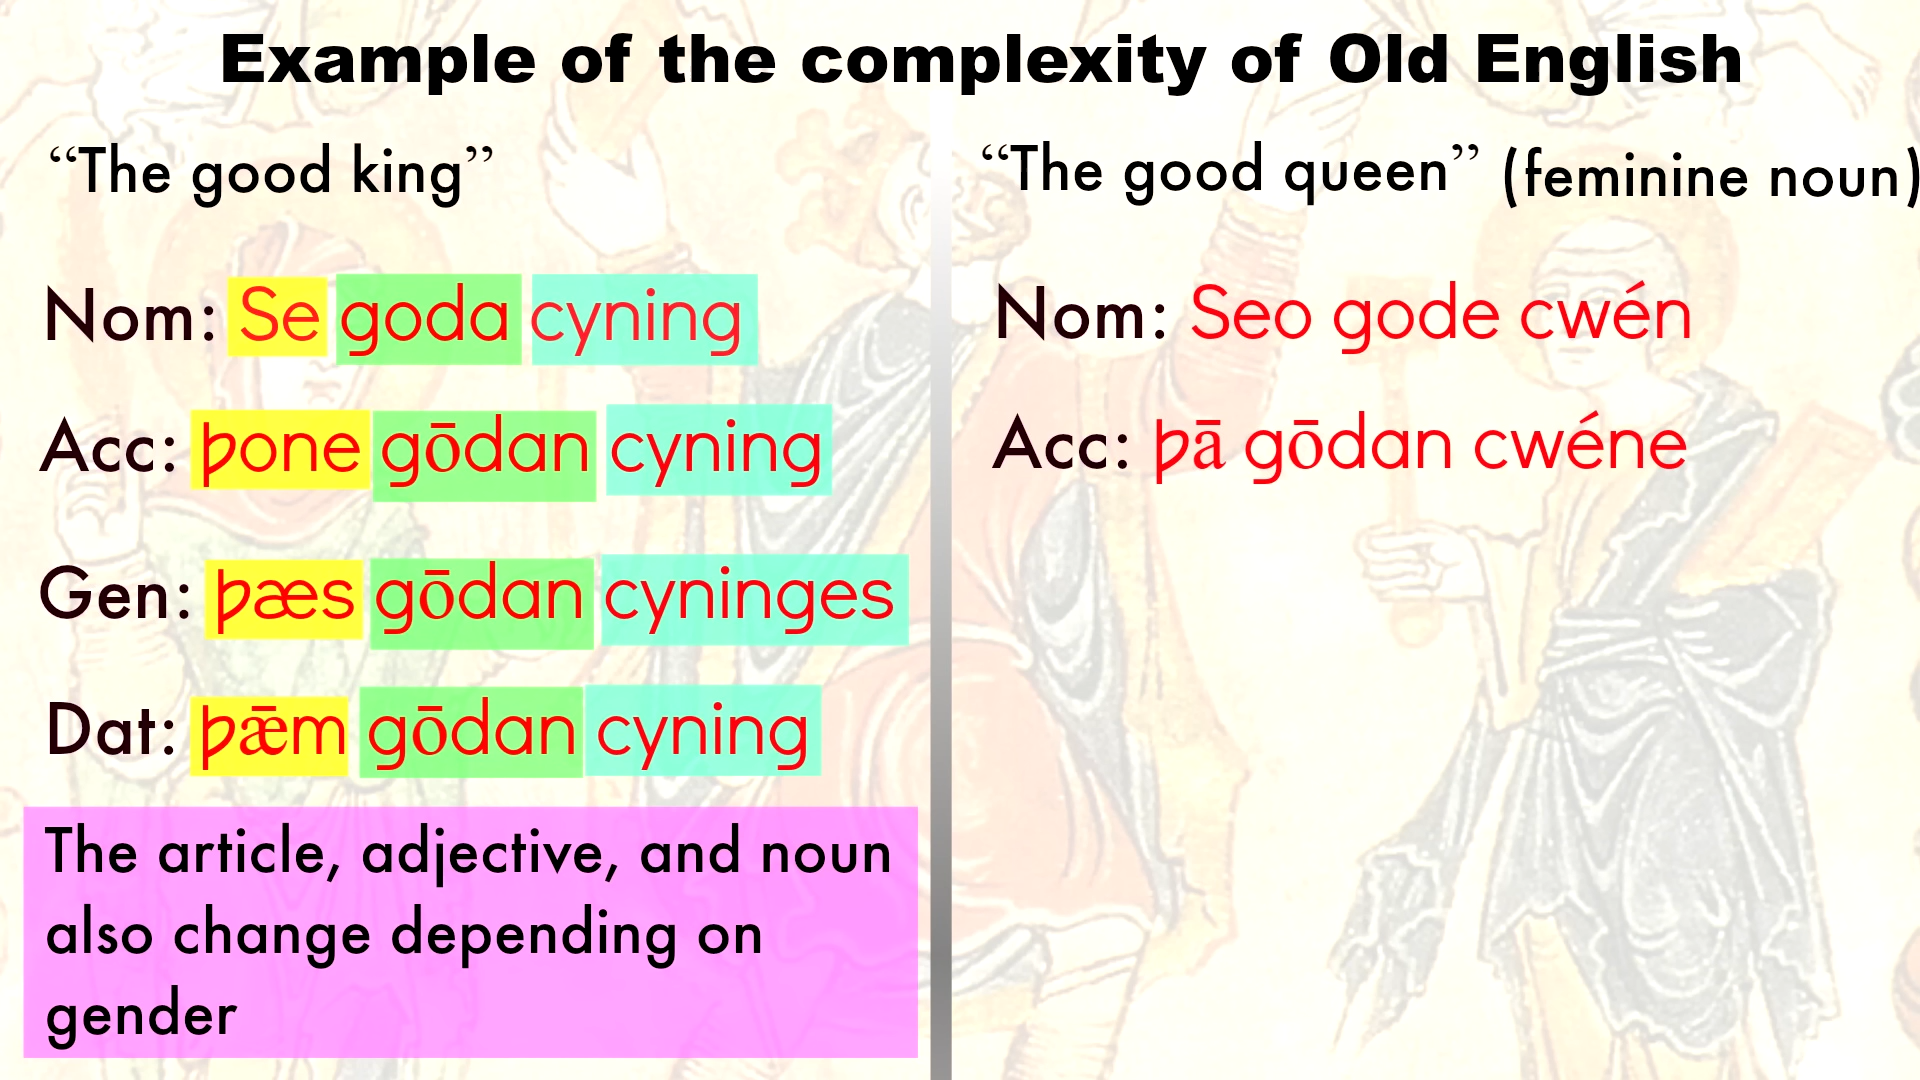 Example of the complexity of Old English
“The good king”
Nom: Se goda cyning
Acc: þone gōdan cyning
Gen: þæs gōdan cyninges
Dat: þǣm gōdan cyning
The article, adjective, and noun
also change depending on
gender
“The good queen” (feminine noun)
Nom: Seo gode cwén
Acc: þā gōdan cwéne